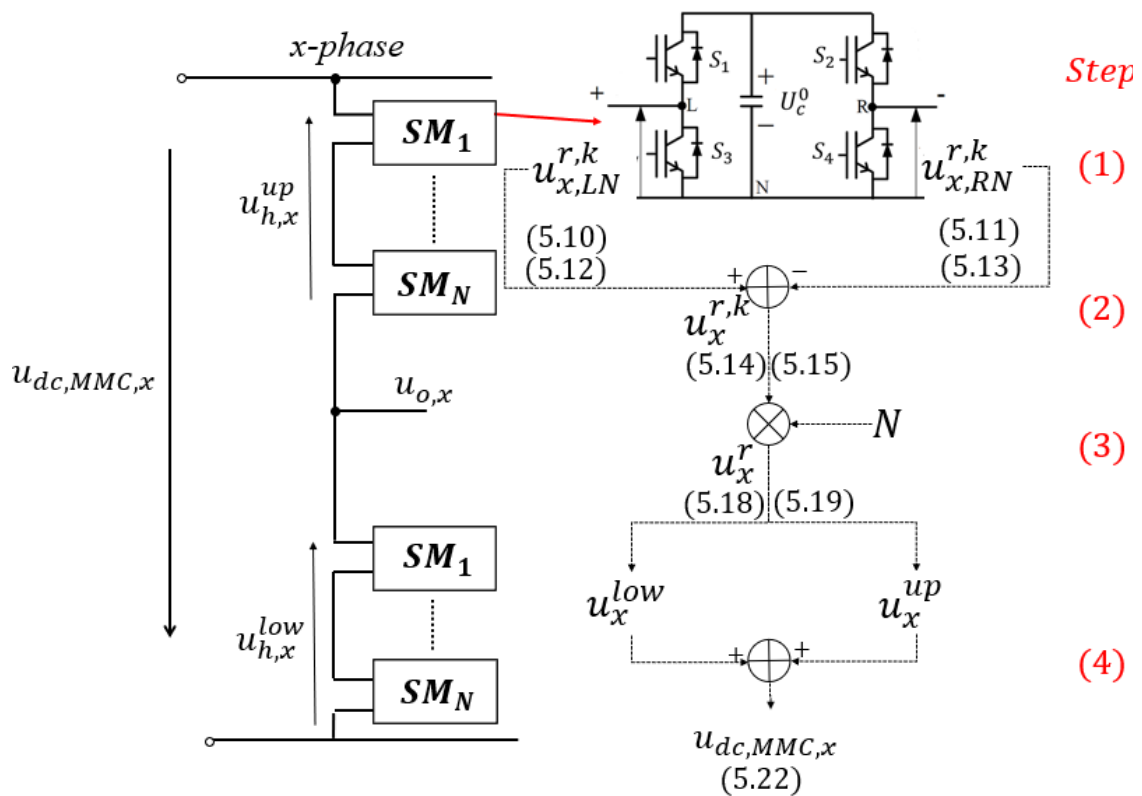 x-phase
Step
SM₁
S₁
+
U_c^0
−
S₂
+
L
R
-
S₃
S₄
N
u_{x,LN}^{r,k}
u_{x,RN}^{r,k}
(1)
u_{h,x}^{up}
(5.10)
(5.12)
(5.11)
(5.13)
SM_N
+
−
(2)
u_x^{r,k}
(5.14)
(5.15)
u_{dc,MMC,x}
u_{o,x}
N
(3)
u_x^r
(5.18)
(5.19)
SM₁
u_x^{low}
u_x^{up}
u_{h,x}^{low}
+
+
(4)
SM_N
u_{dc,MMC,x}
(5.22)